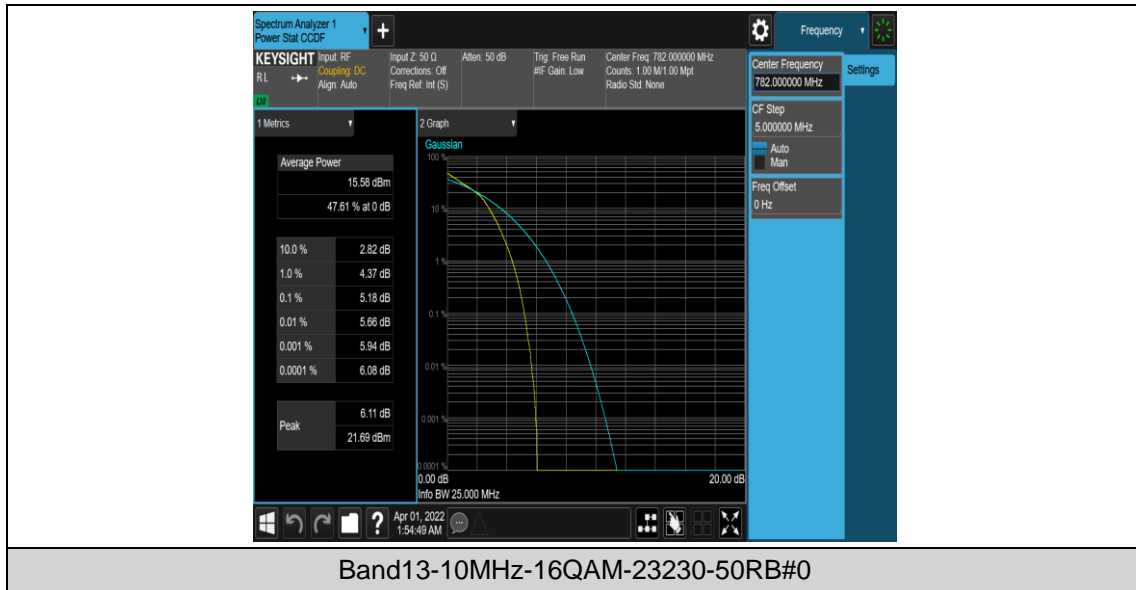 Spectrum Analyzer 1
Power Stat CCDF
+
Frequency
KEYSIGHT
RL
LXI
Input: RF
Coupling: DC
Align: Auto
Input Z: 50 Ω
Corrections: Off
Freq Ref: Int (S)
Atten: 50 dB
Trig: Free Run
#IF Gain: Low
Center Freq: 782.000000 MHz
Counts: 1.00 M/1.00 Mpt
Radio Std: None
Center Frequency
782.000000 MHz
Settings
CF Step
5.000000 MHz
Auto
Man
Freq Offset
0 Hz
1 Metrics
Average Power
15.58 dBm
47.61 % at 0 dB
10.0 % 2.82 dB
1.0 % 4.37 dB
0.1 % 5.18 dB
0.01 % 5.66 dB
0.001 % 5.94 dB
0.0001 % 6.08 dB
Peak 6.11 dB
21.69 dBm
2 Graph
Gaussian
100 %
10 %
1 %
0.1 %
0.01 %
0.001 %
0.0001 %
0.00 dB 20.00 dB
Info BW 25.000 MHz
?
Apr 01, 2022
1:54:49 AM
Band13-10MHz-16QAM-23230-50RB#0